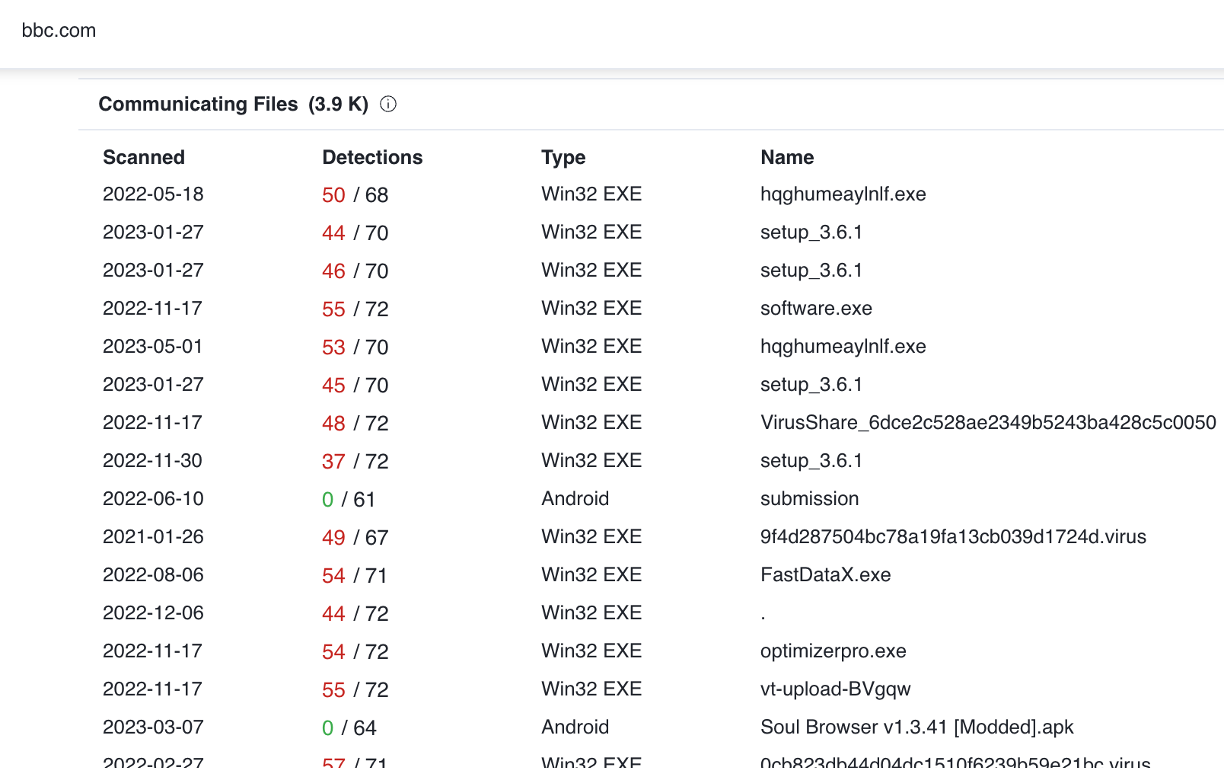 bbc.com
Communicating Files (3.9 K) ⓘ
Scanned Detections Type Name
2022-05-18 50 / 68 Win32 EXE hqghumeaylnlf.exe
2023-01-27 44 / 70 Win32 EXE setup_3.6.1
2023-01-27 46 / 70 Win32 EXE setup_3.6.1
2022-11-17 55 / 72 Win32 EXE software.exe
2023-05-01 53 / 70 Win32 EXE hqghumeaylnlf.exe
2023-01-27 45 / 70 Win32 EXE setup_3.6.1
2022-11-17 48 / 72 Win32 EXE VirusShare_6dce2c528ae2349b5243ba428c5c0050
2022-11-30 37 / 72 Win32 EXE setup_3.6.1
2022-06-10 0 / 61 Android submission
2021-01-26 49 / 67 Win32 EXE 9f4d287504bc78a19fa13cb039d1724d.virus
2022-08-06 54 / 71 Win32 EXE FastDataX.exe
2022-12-06 44 / 72 Win32 EXE .
2022-11-17 54 / 72 Win32 EXE optimizerpro.exe
2022-11-17 55 / 72 Win32 EXE vt-upload-BVgqw
2023-03-07 0 / 64 Android Soul Browser v1.3.41 [Modded].apk
2022-02-27 57 / 71 Win32 EXE 0cb823db44d04dc1510f6239b59e21bc.virus